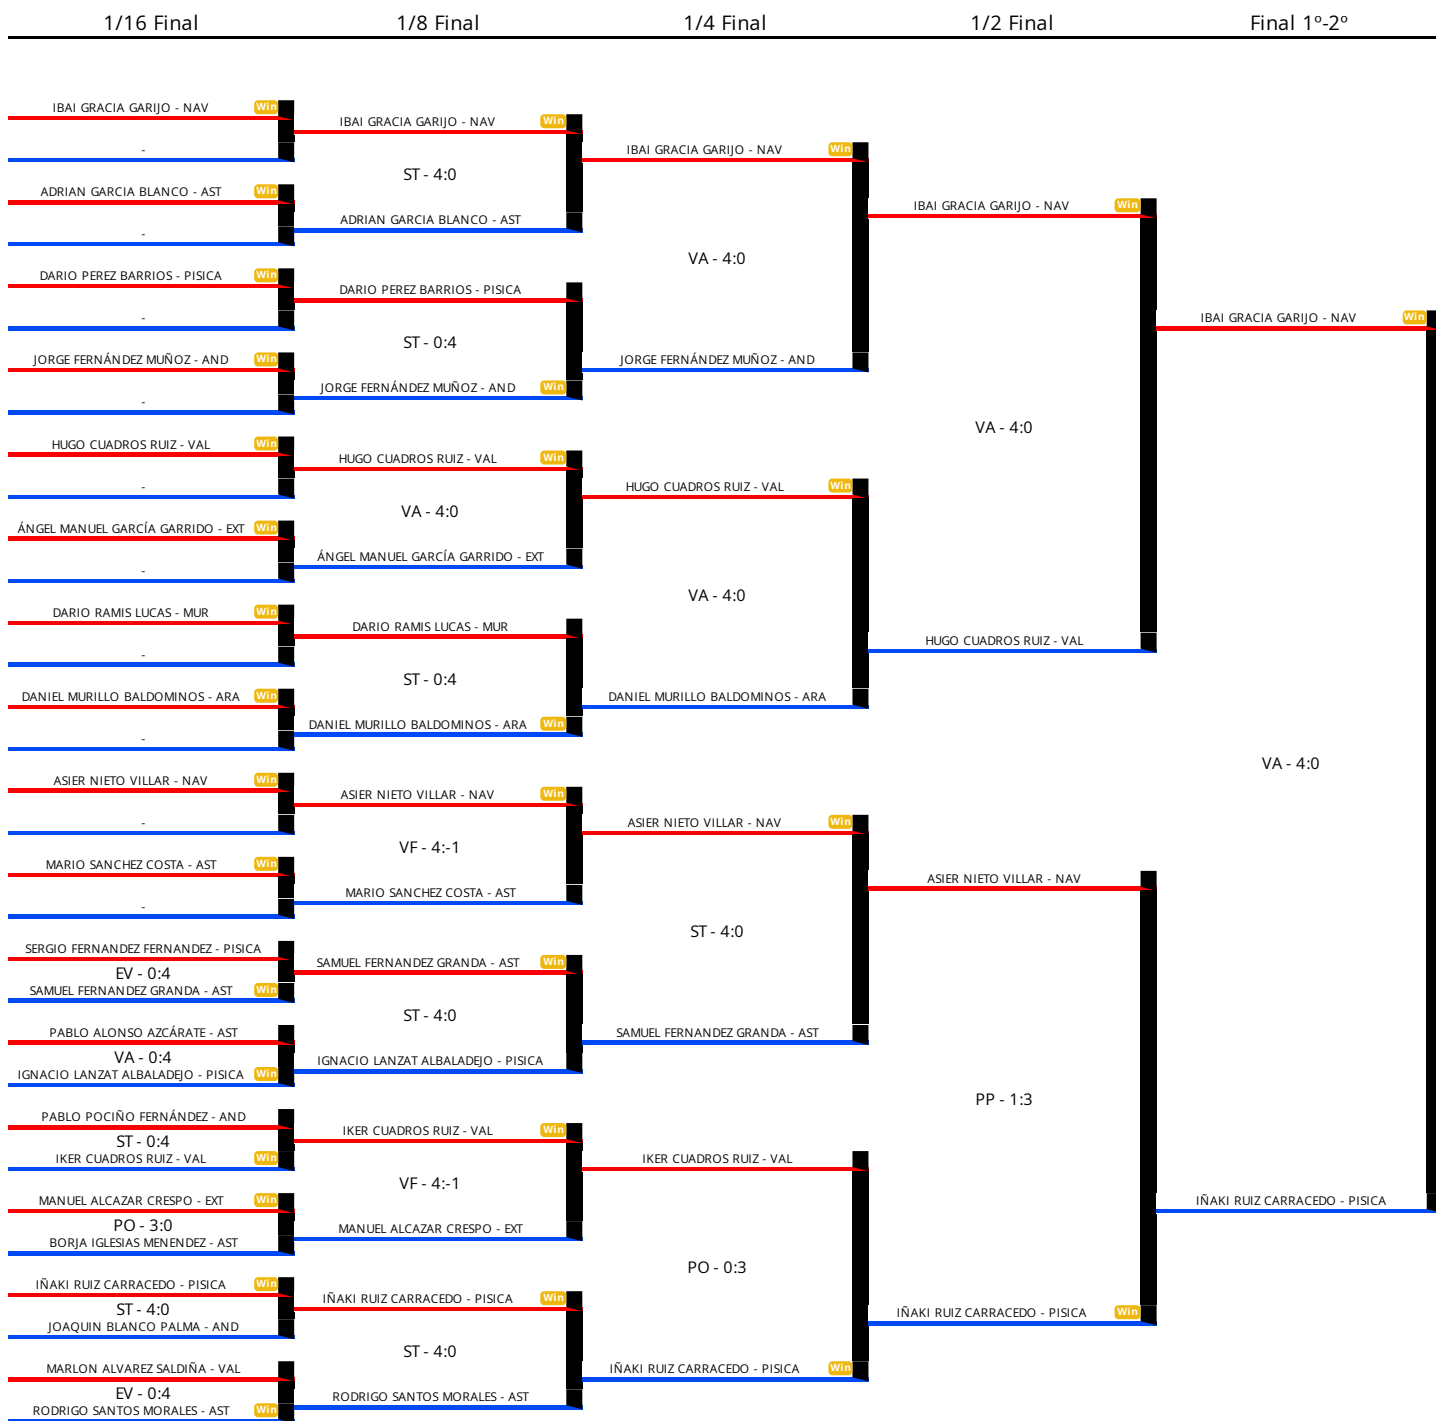 1/16 Final
1/8 Final
1/4 Final
1/2 Final
Final 1º-2º
IBAI GRACIA GARIJO - NAV
Win
-
ADRIAN GARCIA BLANCO - AST
Win
-
DARIO PEREZ BARRIOS - PISICA
Win
-
JORGE FERNÁNDEZ MUÑOZ - AND
Win
-
HUGO CUADROS RUIZ - VAL
Win
-
ÁNGEL MANUEL GARCÍA GARRIDO - EXT
Win
-
DARIO RAMIS LUCAS - MUR
Win
-
DANIEL MURILLO BALDOMINOS - ARA
Win
-
ASIER NIETO VILLAR - NAV
Win
-
MARIO SANCHEZ COSTA - AST
Win
-
SERGIO FERNANDEZ FERNANDEZ - PISICA
EV - 0:4
SAMUEL FERNANDEZ GRANDA - AST
Win
PABLO ALONSO AZCÁRATE - AST
VA - 0:4
IGNACIO LANZAT ALBALADEJO - PISICA
Win
PABLO POCIÑO FERNÁNDEZ - AND
ST - 0:4
IKER CUADROS RUIZ - VAL
Win
MANUEL ALCAZAR CRESPO - EXT
Win
PO - 3:0
BORJA IGLESIAS MENENDEZ - AST
IÑAKI RUIZ CARRACEDO - PISICA
Win
ST - 4:0
JOAQUIN BLANCO PALMA - AND
MARLON ALVAREZ SALDIÑA - VAL
EV - 0:4
RODRIGO SANTOS MORALES - AST
Win
IBAI GRACIA GARIJO - NAV
Win
ST - 4:0
ADRIAN GARCIA BLANCO - AST
DARIO PEREZ BARRIOS - PISICA
ST - 0:4
JORGE FERNÁNDEZ MUÑOZ - AND
Win
HUGO CUADROS RUIZ - VAL
Win
VA - 4:0
ÁNGEL MANUEL GARCÍA GARRIDO - EXT
DARIO RAMIS LUCAS - MUR
ST - 0:4
DANIEL MURILLO BALDOMINOS - ARA
Win
ASIER NIETO VILLAR - NAV
Win
VF - 4:-1
MARIO SANCHEZ COSTA - AST
SAMUEL FERNANDEZ GRANDA - AST
Win
ST - 4:0
IGNACIO LANZAT ALBALADEJO - PISICA
IKER CUADROS RUIZ - VAL
Win
VF - 4:-1
MANUEL ALCAZAR CRESPO - EXT
IÑAKI RUIZ CARRACEDO - PISICA
Win
ST - 4:0
RODRIGO SANTOS MORALES - AST
IBAI GRACIA GARIJO - NAV
Win
VA - 4:0
JORGE FERNÁNDEZ MUÑOZ - AND
HUGO CUADROS RUIZ - VAL
Win
VA - 4:0
DANIEL MURILLO BALDOMINOS - ARA
ASIER NIETO VILLAR - NAV
Win
ST - 4:0
SAMUEL FERNANDEZ GRANDA - AST
IKER CUADROS RUIZ - VAL
PO - 0:3
IÑAKI RUIZ CARRACEDO - PISICA
Win
IBAI GRACIA GARIJO - NAV
Win
VA - 4:0
HUGO CUADROS RUIZ - VAL
ASIER NIETO VILLAR - NAV
PP - 1:3
IÑAKI RUIZ CARRACEDO - PISICA
Win
IBAI GRACIA GARIJO - NAV
Win
VA - 4:0
IÑAKI RUIZ CARRACEDO - PISICA